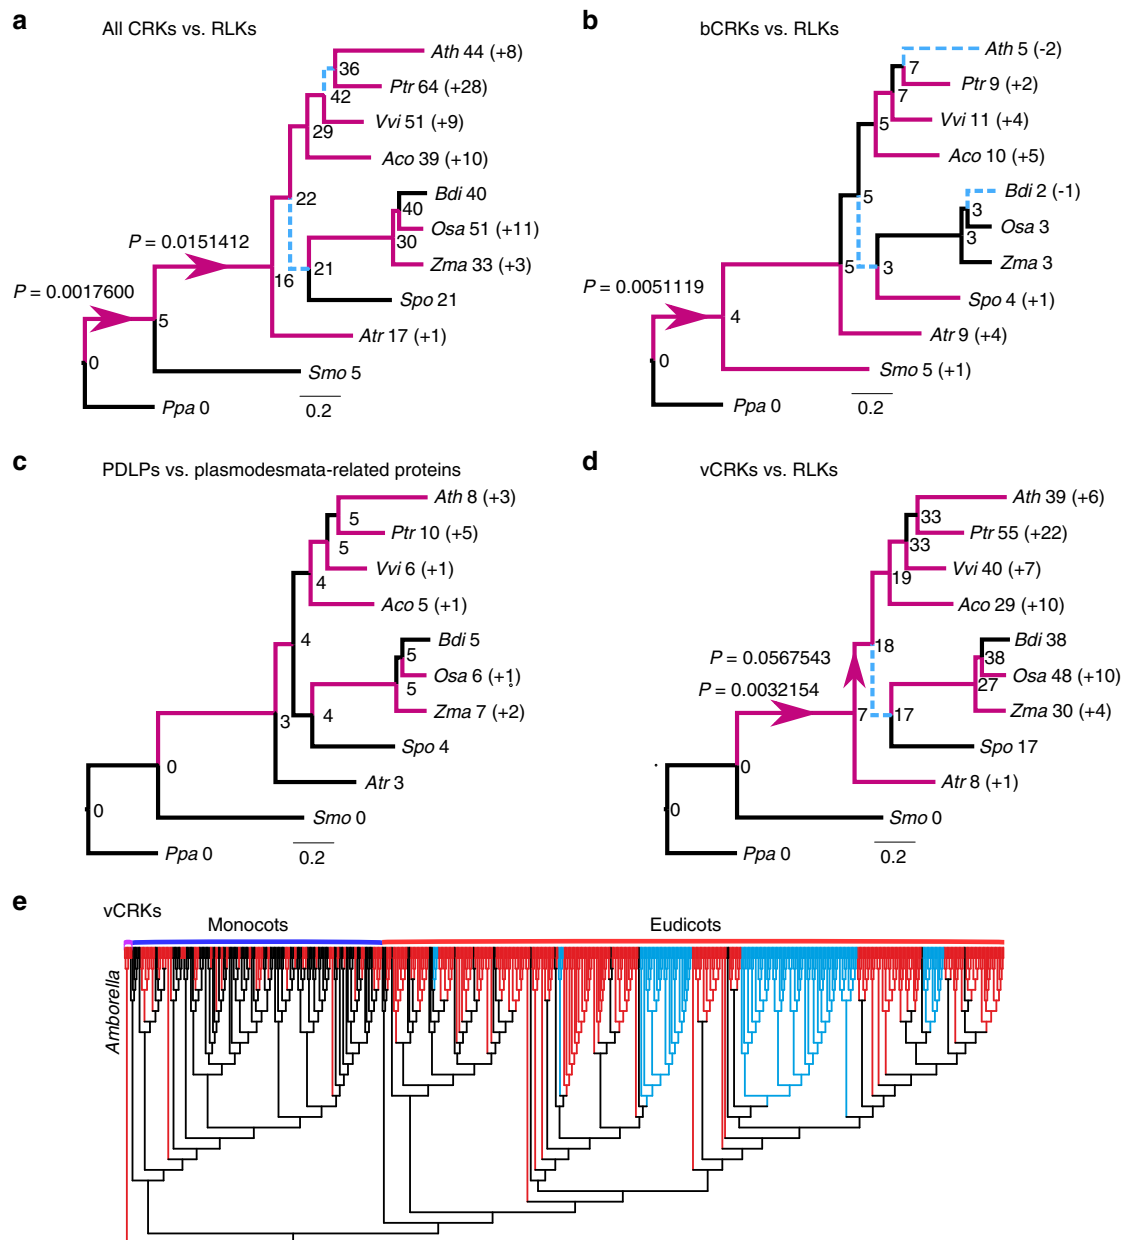 a
All CRKs vs. RLKs
Ath 44 (+8)
36
Ptr 64 (+28)
42
Vvi 51 (+9)
29
Aco 39 (+10)
Bdi 40
22
40
Osa 51 (+11)
P = 0.0151412
30
Zma 33 (+3)
21
16
P = 0.0017600
Spo 21
5
Atr 17 (+1)
0
Smo 5
0.2
Ppa 0
b
bCRKs vs. RLKs
Ath 5 (-2)
7
Ptr 9 (+2)
7
Vvi 11 (+4)
5
Aco 10 (+5)
Bdi 2 (-1)
5
3
Osa 3
3
Zma 3
5
3
P = 0.0051119
Spo 4 (+1)
4
Atr 9 (+4)
0
Smo 5 (+1)
0.2
Ppa 0
c
PDLPs vs. plasmodesmata-related proteins
Ath 8 (+3)
5
Ptr 10 (+5)
5
Vvi 6 (+1)
4
Aco 5 (+1)
4
Bdi 5
5
Osa 6 (+1)
5
Zma 7 (+2)
3
4
Spo 4
0
Atr 3
0
Smo 0
0.2
Ppa 0
d
vCRKs vs. RLKs
Ath 39 (+6)
33
Ptr 55 (+22)
33
Vvi 40 (+7)
19
Aco 29 (+10)
18
Bdi 38
P = 0.0567543
38
Osa 48 (+10)
P = 0.0032154
27
Zma 30 (+4)
7
17
Spo 17
0
Atr 8 (+1)
0
Smo 0
0.2
Ppa 0
e
vCRKs
Monocots
Eudicots
Amborella